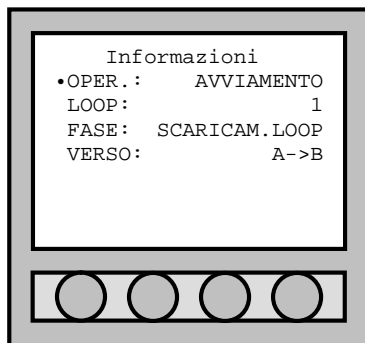 Informazioni
•OPER.: AVVIAMENTO
LOOP: 1
FASE: SCARICAM.LOOP
VERSO: A->B